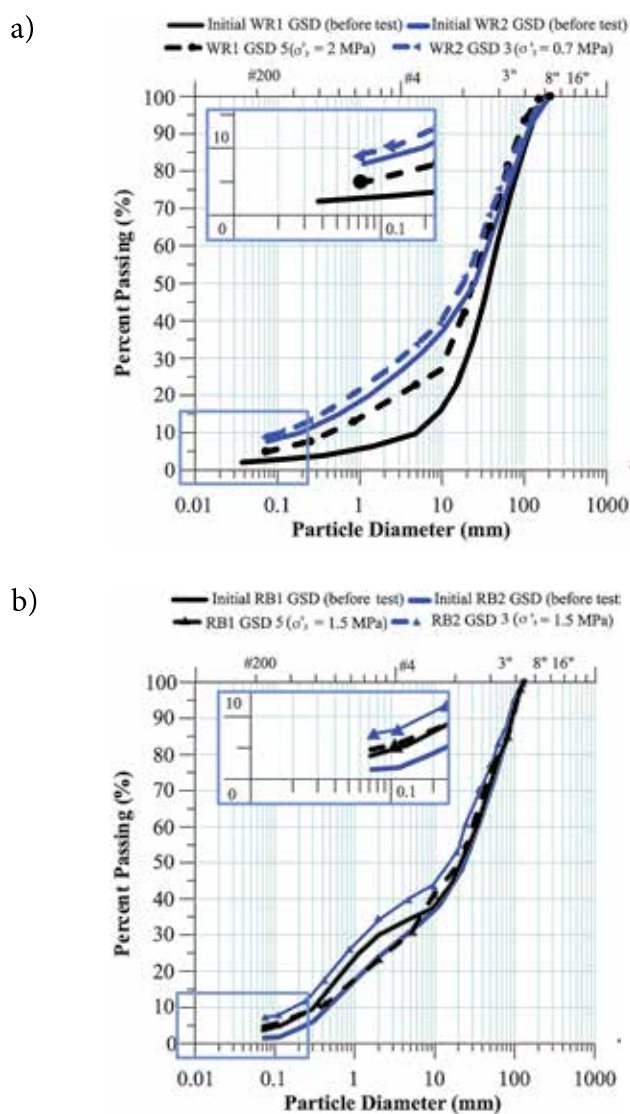 a)
Initial WR1 GSD (before test) Initial WR2 GSD (before test)
WR1 GSD 5(σ'₃ = 2 MPa) WR2 GSD 3 (σ'₃ = 0.7 MPa)
#200 #4 3" 8" 16"
100
90
80
70
60
50
40
30
20
10
0
Percent Passing (%)
10
0
0.1
0.01 0.1 1 10 100 1000
Particle Diameter (mm)
b)
Initial RB1 GSD (before test) Initial RB2 GSD (before test
RB1 GSD 5 (σ'₃ = 1.5 MPa) RB2 GSD 3 (σ'₃ = 1.5 MPa)
#200 #4 3" 8" 16"
100
90
80
70
60
50
40
30
20
10
0
Percent Passing (%)
10
0
0.1
0.01 0.1 1 10 100 1000
Particle Diameter (mm)